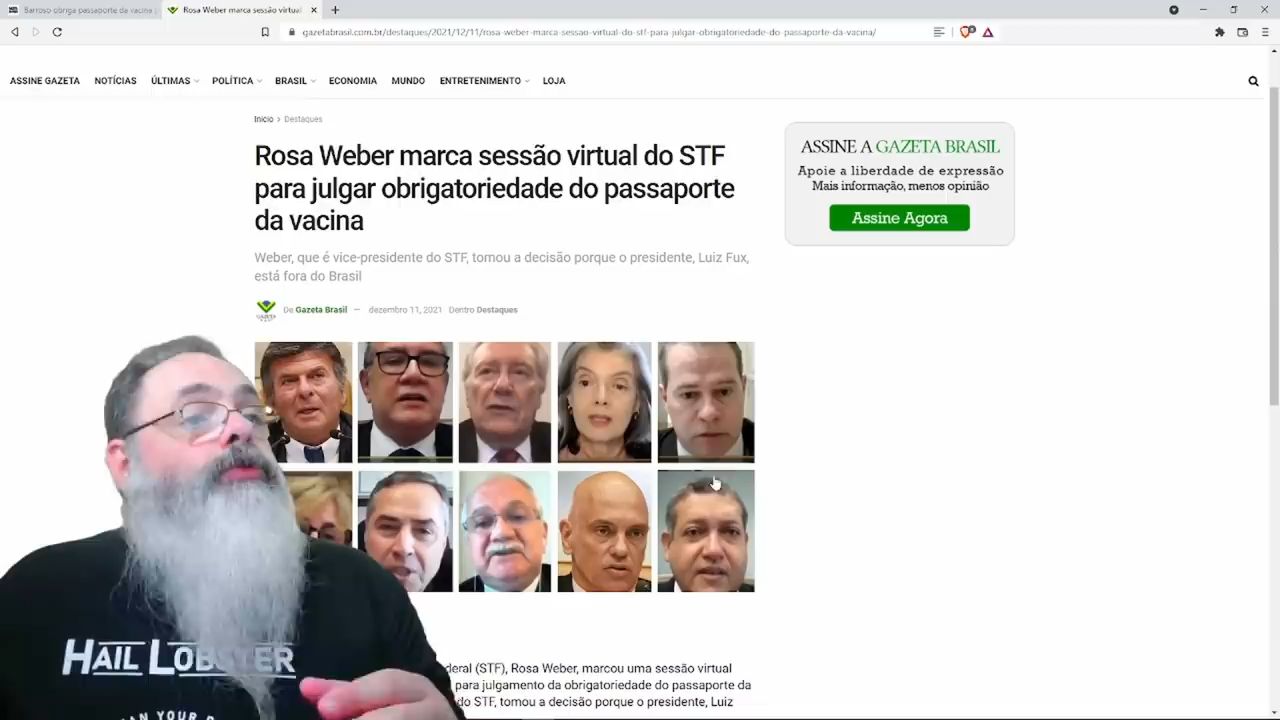 Barroso obriga passaporte da vacina
Rosa Weber marca sessão virtual
gazetabrasil.com.br/destaques/2021/12/11/rosa-weber-marca-sessao-virtual-do-stf-para-julgar-obrigatoriedade-do-passaporte-da-vacina/
ASSINE GAZETA NOTÍCIAS ÚLTIMAS POLÍTICA BRASIL ECONOMIA MUNDO ENTRETENIMENTO LOJA
Início > Destaques
Rosa Weber marca sessão virtual do STF
para julgar obrigatoriedade do passaporte
da vacina
Weber, que é vice-presidente do STF, tomou a decisão porque o presidente, Luiz Fux,
está fora do Brasil
De Gazeta Brasil — dezembro 11, 2021 Dentro Destaques
ASSINE A GAZETA BRASIL
Apoie a liberdade de expressão
Mais informação, menos opinião
Assine Agora
deral (STF), Rosa Weber, marcou uma sessão virtual
para julgamento da obrigatoriedade do passaporte da
do STF, tomou a decisão porque o presidente, Luiz
HAIL LOBSTER
AN YOUR